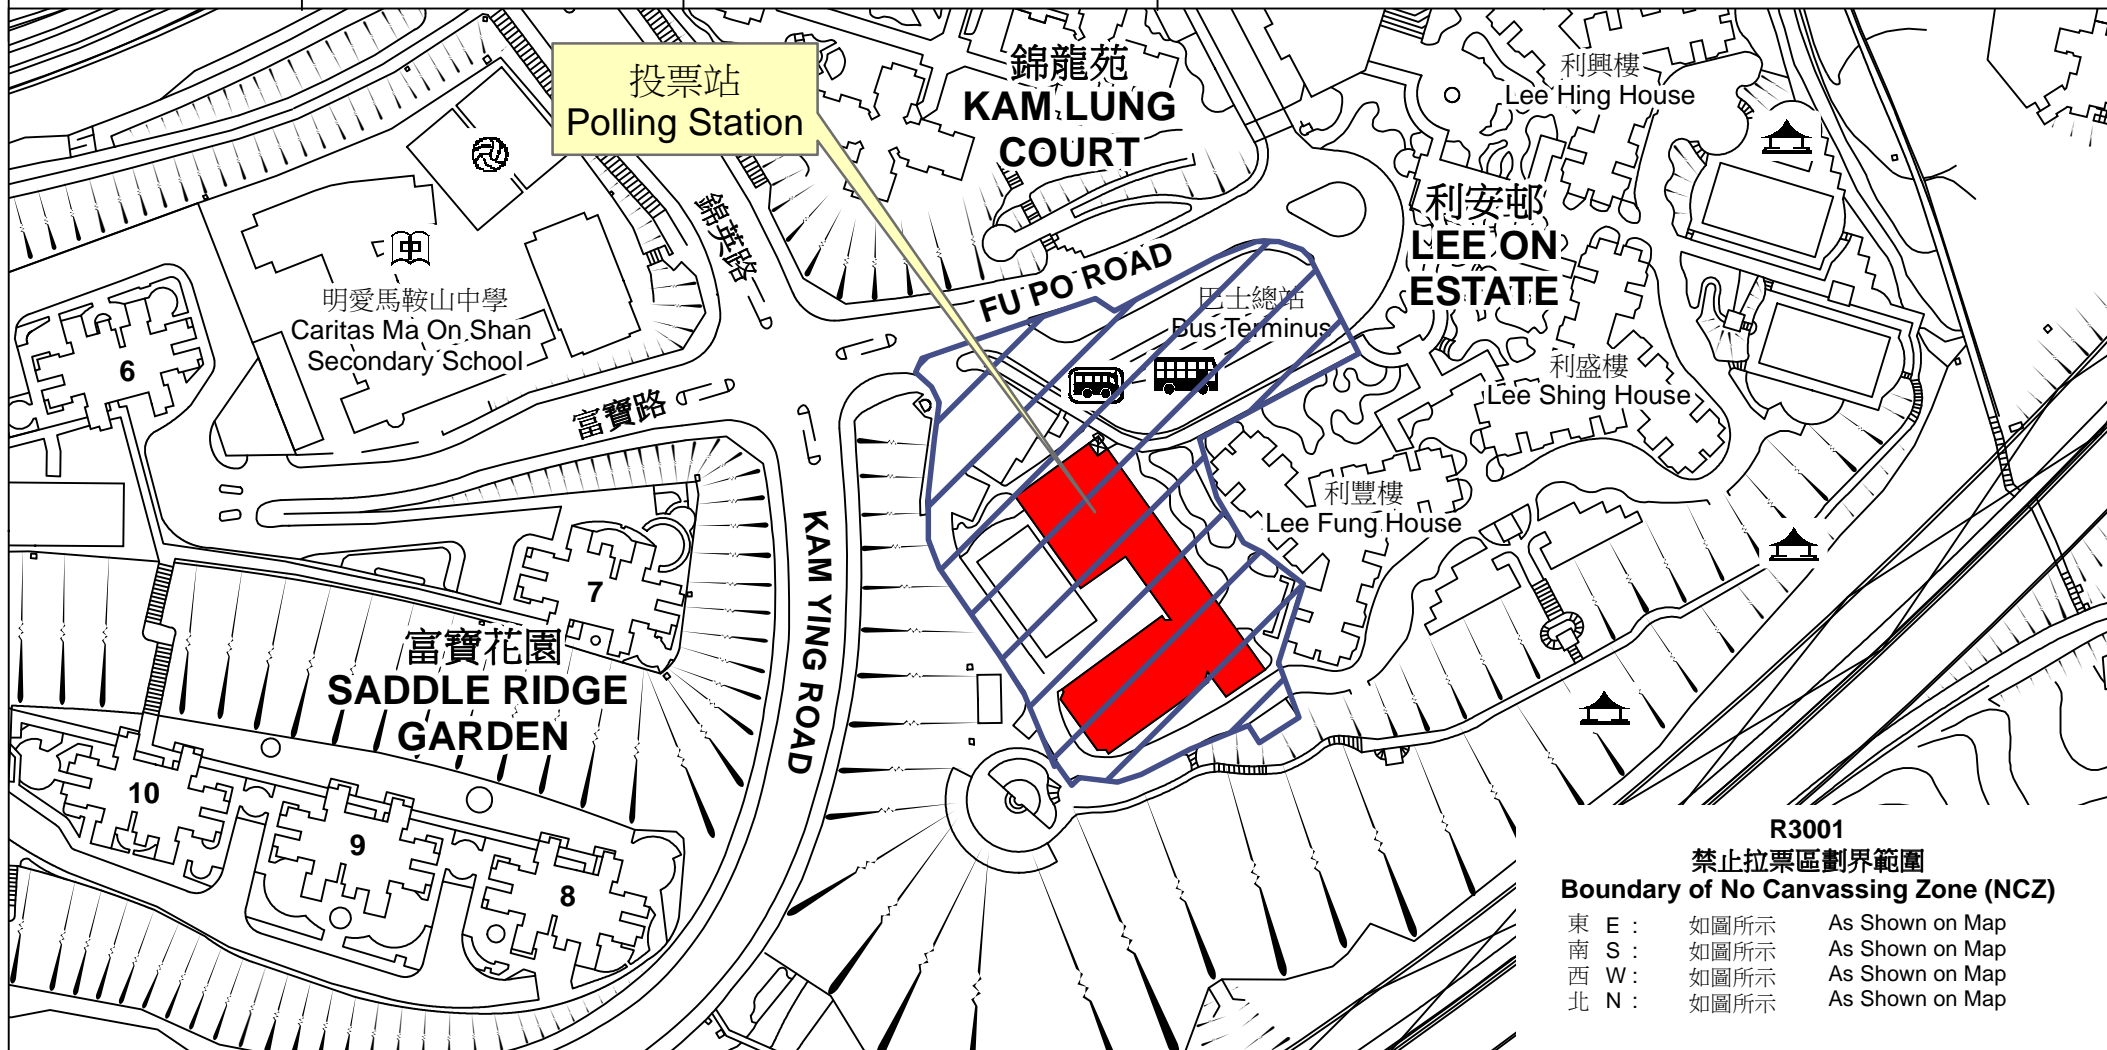 投票站
Polling Station
錦龍苑
KAM LUNG
COURT
利興樓
Lee Hing House
利安邨
LEE ON
ESTATE
錦英路
FU PO ROAD
巴士總站
Bus Terminus
中
明愛馬鞍山中學
Caritas Ma On Shan
Secondary School
6
富寶路
利盛樓
Lee Shing House
利豐樓
Lee Fung House
KAM YING ROAD
7
富寶花園
SADDLE RIDGE
GARDEN
10
9
8
R3001
禁止拉票區劃界範圍
Boundary of No Canvassing Zone (NCZ)
東 E : 如圖所示 As Shown on Map
南 S : 如圖所示 As Shown on Map
西 W : 如圖所示 As Shown on Map
北 N : 如圖所示 As Shown on Map